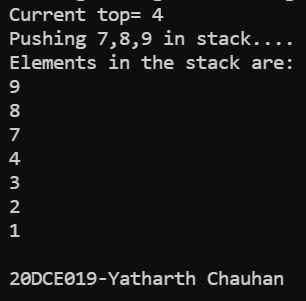 Current top= 4
Pushing 7,8,9 in stack....
Elements in the stack are:
9
8
7
4
3
2
1
20DCE019-Yatharth Chauhan